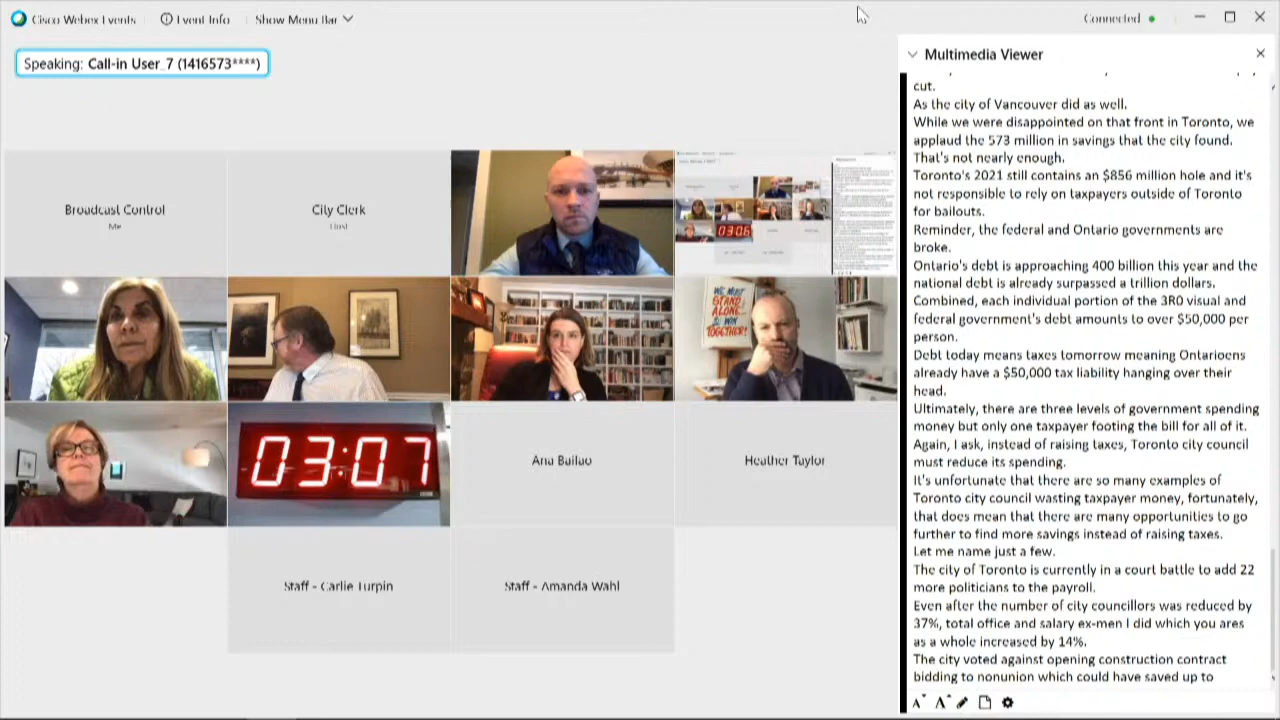 Cisco Webex Events
Event Info
Show Menu Bar
Connected
Speaking: Call-in User_7 (1416573****)
Multimedia Viewer
Broadcast Control
Me
City Clerk
Host
03:06
WE MUST
STAND
ALONE...
& WIN
TOGETHER!
03:07
Ana Bailao
Heather Taylor
Staff - Carlie Turpin
Staff - Amanda Wahl
cut.
As the city of Vancouver did as well.
While we were disappointed on that front in Toronto, we
applaud the 573 million in savings that the city found.
That's not nearly enough.
Toronto's 2021 still contains an $856 million hole and it's
not responsible to rely on taxpayers outside of Toronto
for bailouts.
Reminder, the federal and Ontario governments are
broke.
Ontario's debt is approaching 400 billion this year and the
national debt is already surpassed a trillion dollars.
Combined, each individual portion of the 3R0 visual and
federal government's debt amounts to over $50,000 per
person.
Debt today means taxes tomorrow meaning Ontarioens
already have a $50,000 tax liability hanging over their
head.
Ultimately, there are three levels of government spending
money but only one taxpayer footing the bill for all of it.
Again, I ask, instead of raising taxes, Toronto city council
must reduce its spending.
It's unfortunate that there are so many examples of
Toronto city council wasting taxpayer money, fortunately,
that does mean that there are many opportunities to go
further to find more savings instead of raising taxes.
Let me name just a few.
The city of Toronto is currently in a court battle to add 22
more politicians to the payroll.
Even after the number of city councillors was reduced by
37%, total office and salary ex-men I did which you ares
as a whole increased by 14%.
The city voted against opening construction contract
bidding to nonunion which could have saved up to